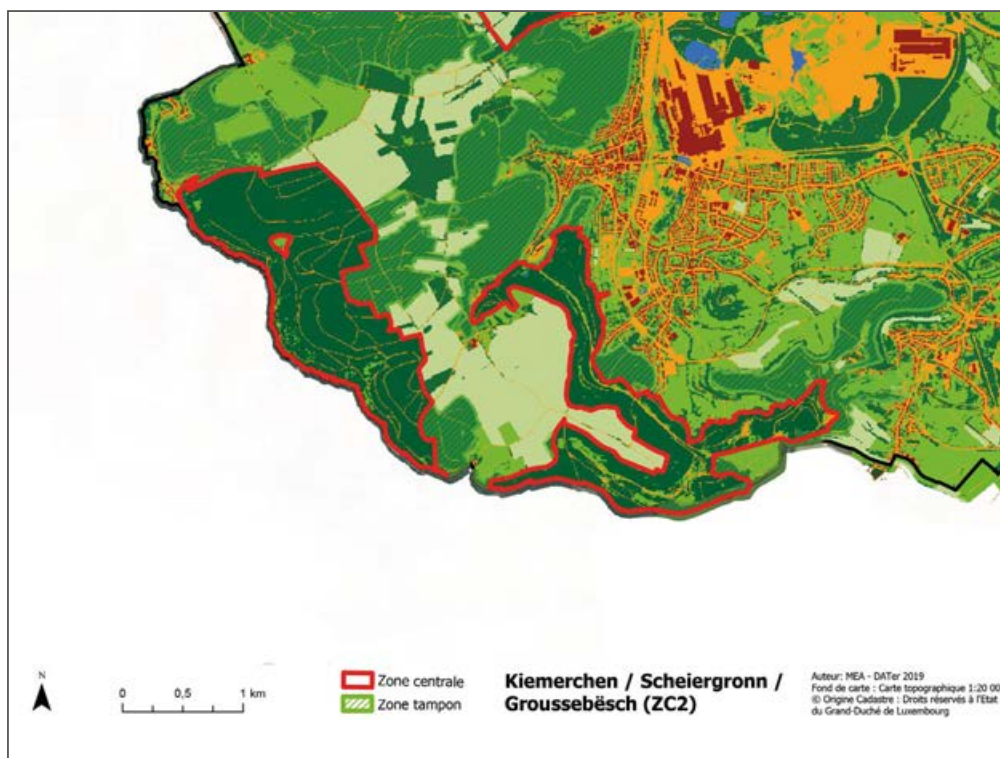 N
0 0,5 1 km
Zone centrale
Zone tampon
Kiemerchen / Scheiergronn /
Groussebësch (ZC2)
Auteur: MEA - DATer 2019
Fond de carte : Carte topographique 1:20 00
© Origine Cadastre : Droits réservés à l'Etat
du Grand-Duché de Luxembourg